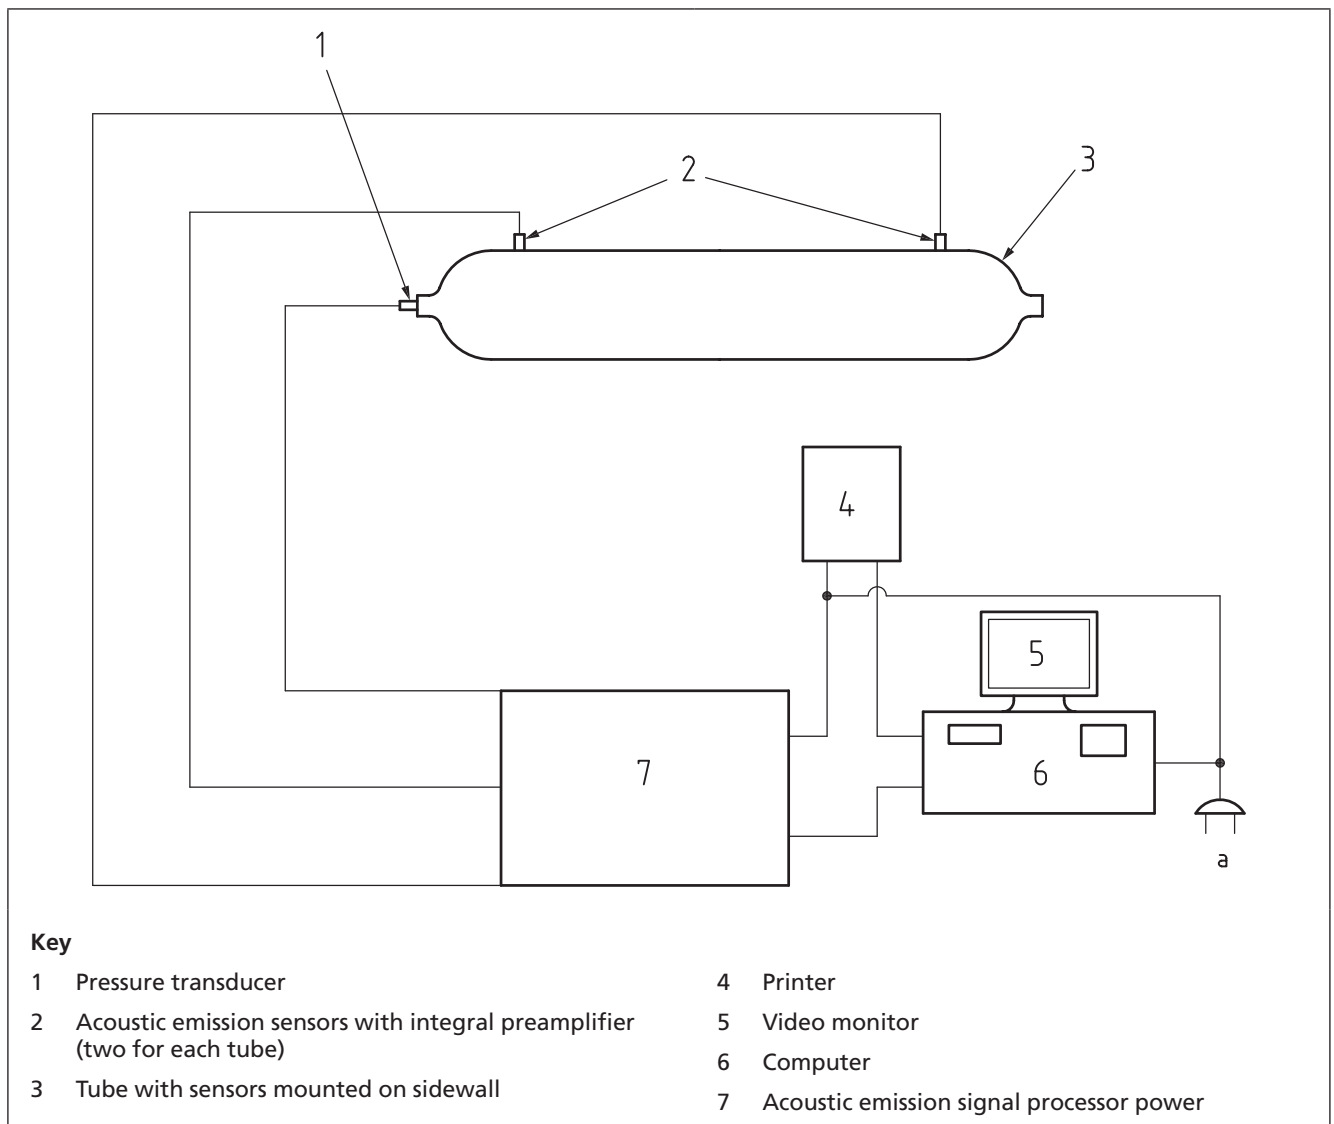 1
2
3
4
5
6
7
a
Key
1 Pressure transducer
2 Acoustic emission sensors with integral preamplifier
(two for each tube)
3 Tube with sensors mounted on sidewall
4 Printer
5 Video monitor
6 Computer
7 Acoustic emission signal processor power